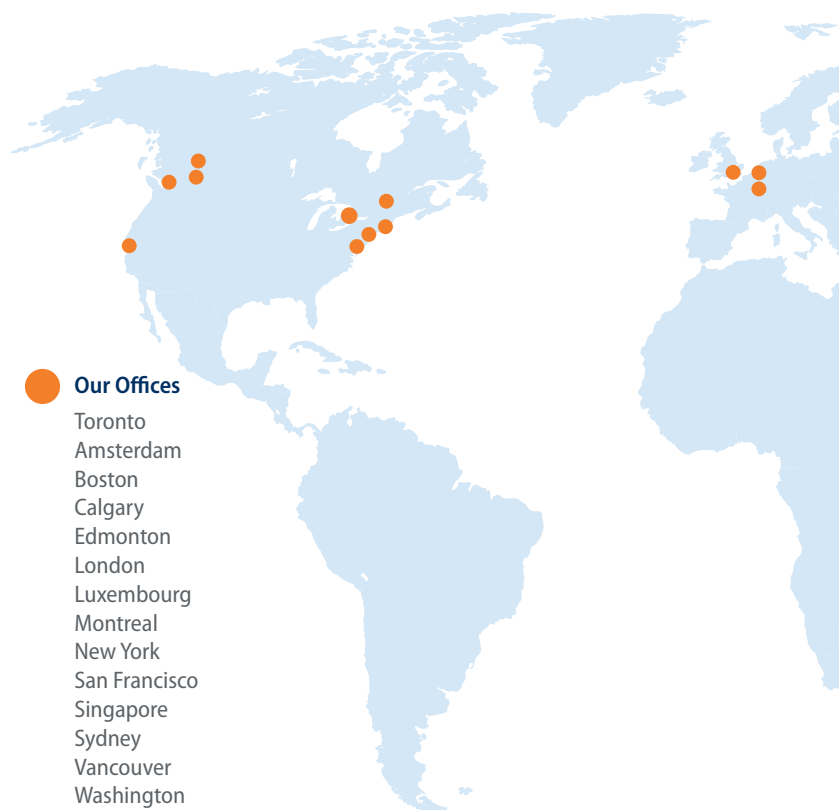 Our Offices
Toronto
Amsterdam
Boston
Calgary
Edmonton
London
Luxembourg
Montreal
New York
San Francisco
Singapore
Sydney
Vancouver
Washington